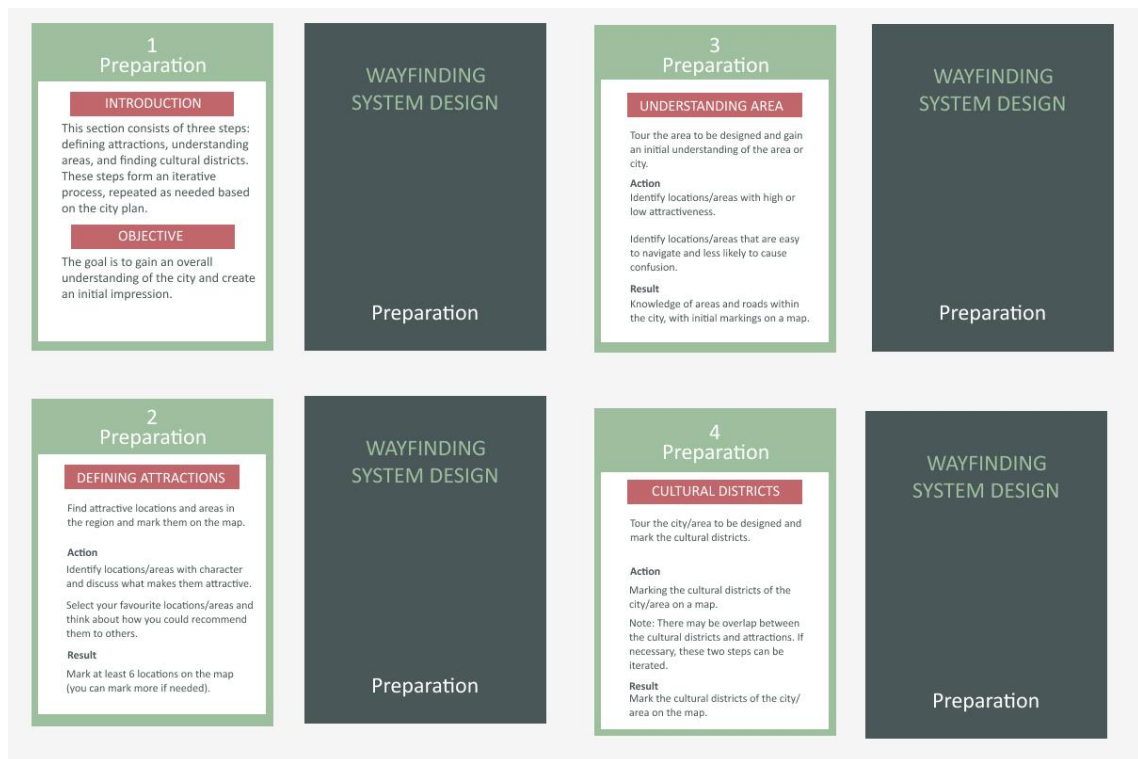 1
Preparation
INTRODUCTION
This section consists of three steps:
defining attractions, understanding
areas, and finding cultural districts.
These steps form an iterative
process, repeated as needed based
on the city plan.
OBJECTIVE
The goal is to gain an overall
understanding of the city and create
an initial impression.
WAYFINDING
SYSTEM DESIGN
Preparation
3
Preparation
UNDERSTANDING AREA
Tour the area to be designed and gain
an initial understanding of the area or
city.
Action
Identify locations/areas with high or
low attractiveness.
Identify locations/areas that are easy
to navigate and less likely to cause
confusion.
Result
Knowledge of areas and roads within
the city, with initial markings on a map.
WAYFINDING
SYSTEM DESIGN
Preparation
2
Preparation
DEFINING ATTRACTIONS
Find attractive locations and areas in
the region and mark them on the map.
Action
Identify locations/areas with character
and discuss what makes them attractive.
Select your favourite locations/areas and
think about how you could recommend
them to others.
Result
Mark at least 6 locations on the map
(you can mark more if needed).
WAYFINDING
SYSTEM DESIGN
Preparation
4
Preparation
CULTURAL DISTRICTS
Tour the city/area to be designed and
mark the cultural districts.
Action
Marking the cultural districts of the
city/area on a map.
Note: There may be overlap between
the cultural districts and attractions. If
necessary, these two steps can be
iterated.
Result
Mark the cultural districts of the city/
area on the map.
WAYFINDING
SYSTEM DESIGN
Preparation